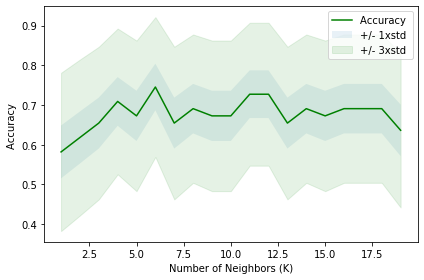 Accuracy
+/- 1xstd
+/- 3xstd
0.9
0.8
0.7
0.6
0.5
0.4
Accuracy
2.5 5.0 7.5 10.0 12.5 15.0 17.5
Number of Neighbors (K)